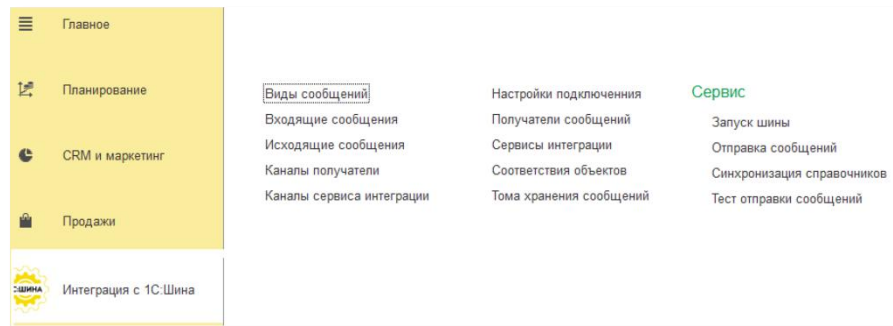 Главное
Планирование
CRM и маркетинг
Продажи
:ШИНА
Интеграция с 1С:Шина
Виды сообщений
Входящие сообщения
Исходящие сообщения
Каналы получатели
Каналы сервиса интеграции
Настройки подключенния
Получатели сообщений
Сервисы интеграции
Соответствия объектов
Тома хранения сообщений
Сервис
Запуск шины
Отправка сообщений
Синхронизация справочников
Тест отправки сообщений